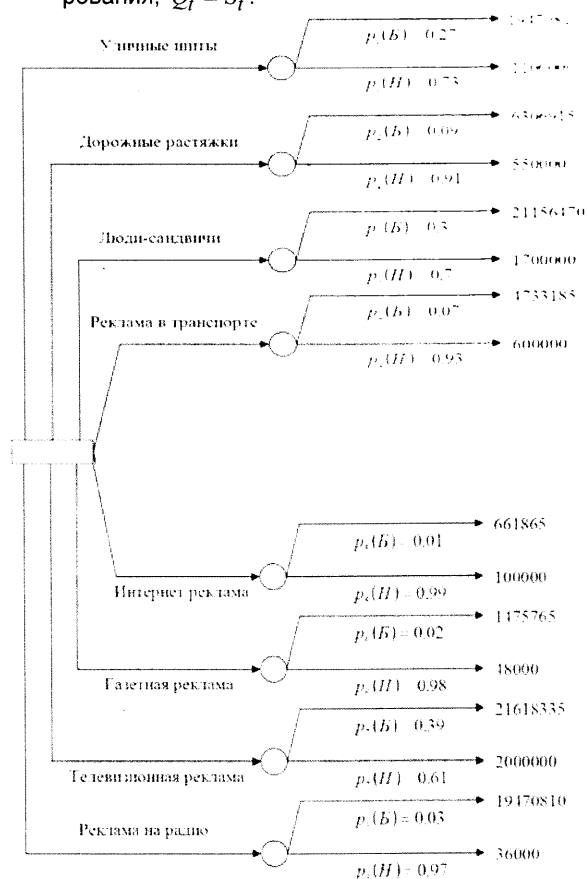 рования, Q_t = S_t.
Уличные щиты
p (Б) 0.27
p (Н) 0.73
Дорожные растяжки
p (Б) 0.09
p (Н) 0.91
550000
Люди-сандвичи
p (Б) 0.3
21156470
p (Н) 0.7
1700000
Реклама в транспорте
p (Б) 0.07
4733185
p (Н) 0.93
600000
661865
p (Б) = 0.01
Интернет реклама
100000
p (Н) = 0.99
1475765
p (Б) = 0.02
Газетная реклама
48000
p (Н) 0.98
21618335
p (Б) 0.39
Телевизионная реклама
2000000
p (Н) 0.61
19470810
p (Б) = 0.03
Реклама на радио
36000
p (Н) = 0.97